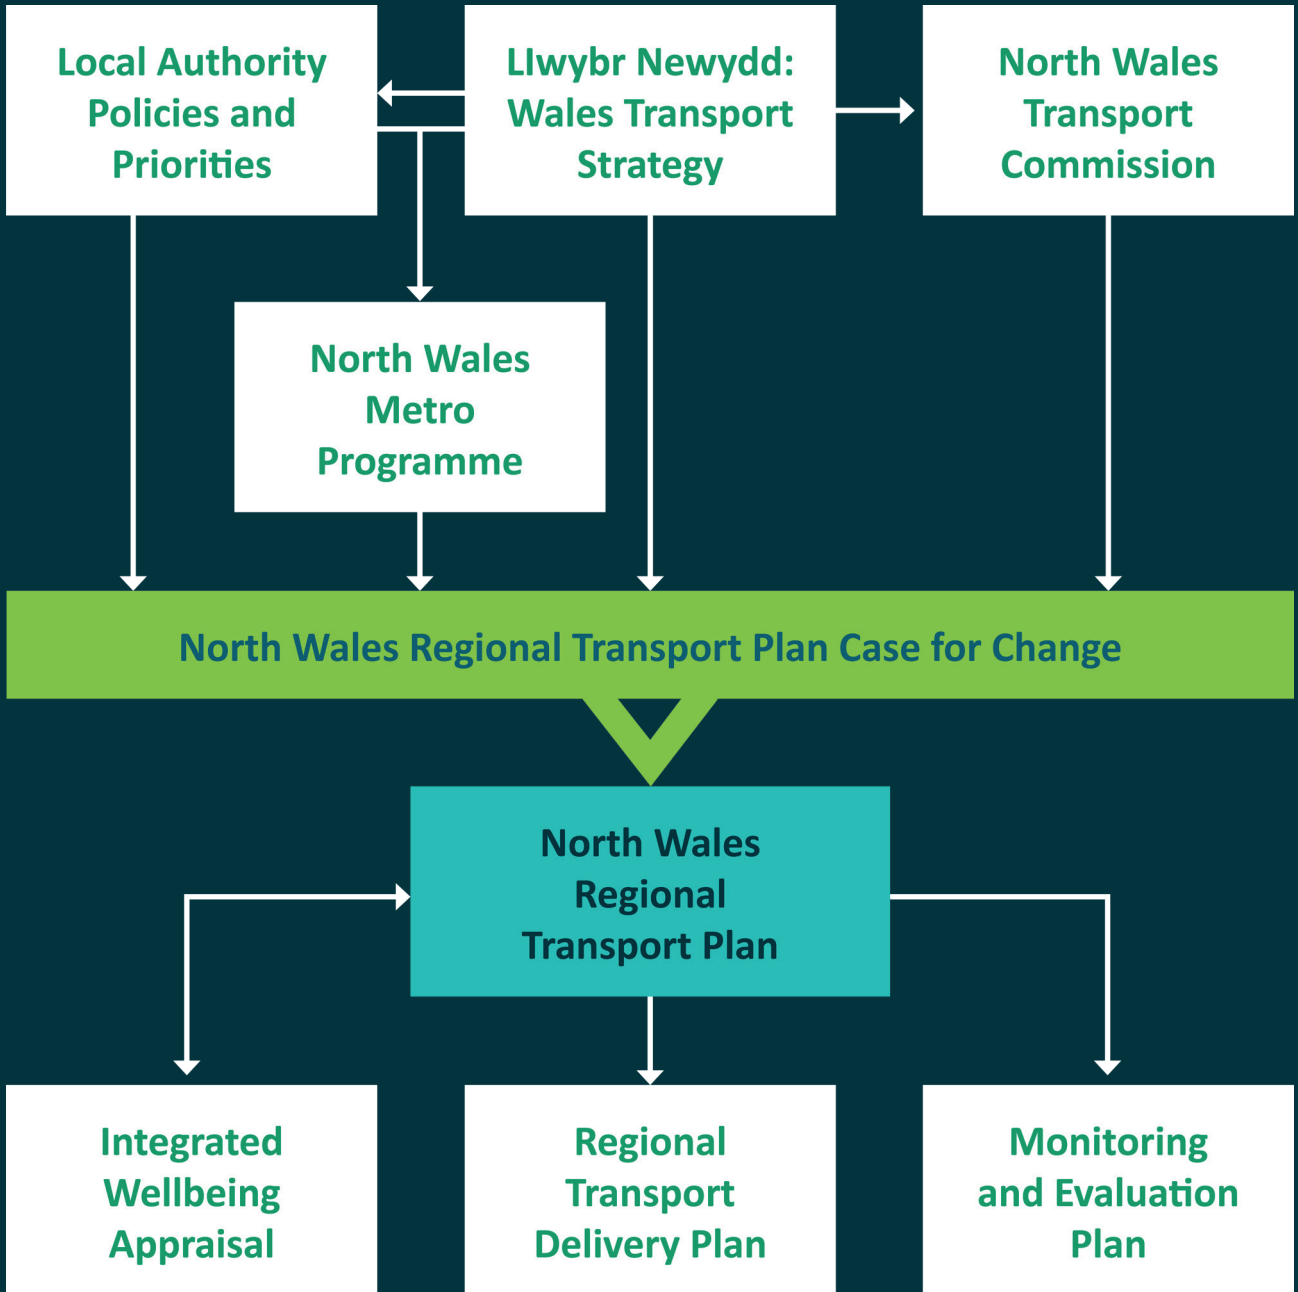 Local Authority
Policies and
Priorities
Llwybr Newydd:
Wales Transport
Strategy
North Wales
Transport
Commission
North Wales
Metro
Programme
North Wales Regional Transport Plan Case for Change
North Wales
Regional
Transport Plan
Integrated
Wellbeing
Appraisal
Regional
Transport
Delivery Plan
Monitoring
and Evaluation
Plan